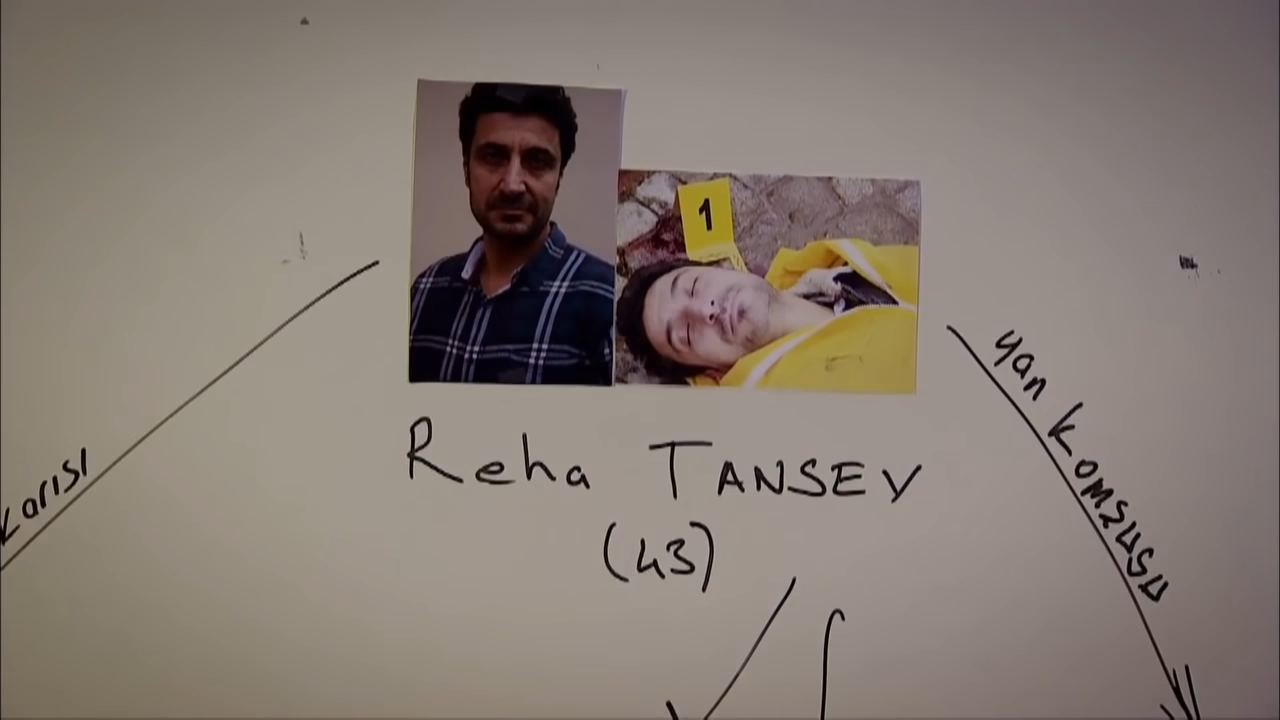 1
Reha TANSEV
(43)
karısı
yan komşusu